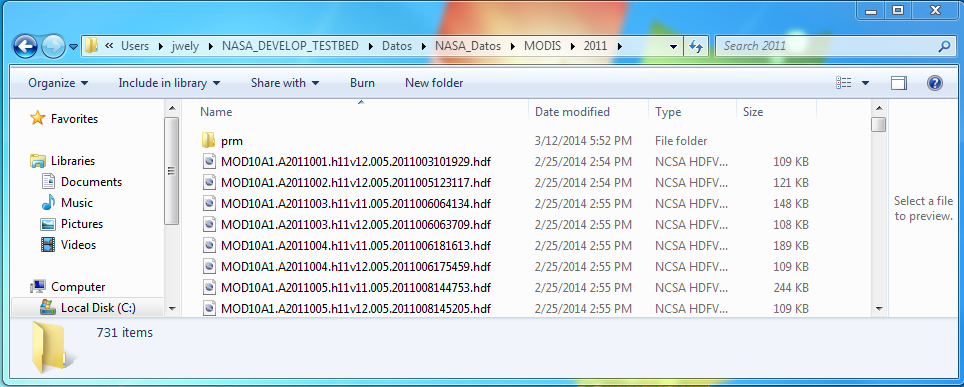 « Users ▸ jwely ▸ NASA_DEVELOP_TESTBED ▸ Datos ▸ NASA_Datos ▸ MODIS ▸ 2011 ▸ Search 2011
Organize Include in library Share with Burn New folder
Favorites
Libraries
Documents
Music
Pictures
Videos
Computer
Local Disk (C:)
Name Date modified Type Size
prm 3/12/2014 5:52 PM File folder
MOD10A1.A2011001.h11v12.005.2011003101929.hdf 2/25/2014 2:54 PM NCSA HDFV... 109 KB
MOD10A1.A2011002.h11v12.005.2011005123117.hdf 2/25/2014 2:54 PM NCSA HDFV... 121 KB
MOD10A1.A2011003.h11v11.005.2011006064134.hdf 2/25/2014 2:55 PM NCSA HDFV... 148 KB
MOD10A1.A2011003.h11v12.005.2011006063709.hdf 2/25/2014 2:55 PM NCSA HDFV... 108 KB
MOD10A1.A2011004.h11v11.005.2011006181613.hdf 2/25/2014 2:55 PM NCSA HDFV... 189 KB
MOD10A1.A2011004.h11v12.005.2011006175459.hdf 2/25/2014 2:55 PM NCSA HDFV... 109 KB
MOD10A1.A2011005.h11v11.005.2011008144753.hdf 2/25/2014 2:55 PM NCSA HDFV... 244 KB
MOD10A1.A2011005.h11v12.005.2011008145205.hdf 2/25/2014 2:55 PM NCSA HDFV... 109 KB
Select a file
to preview.
731 items